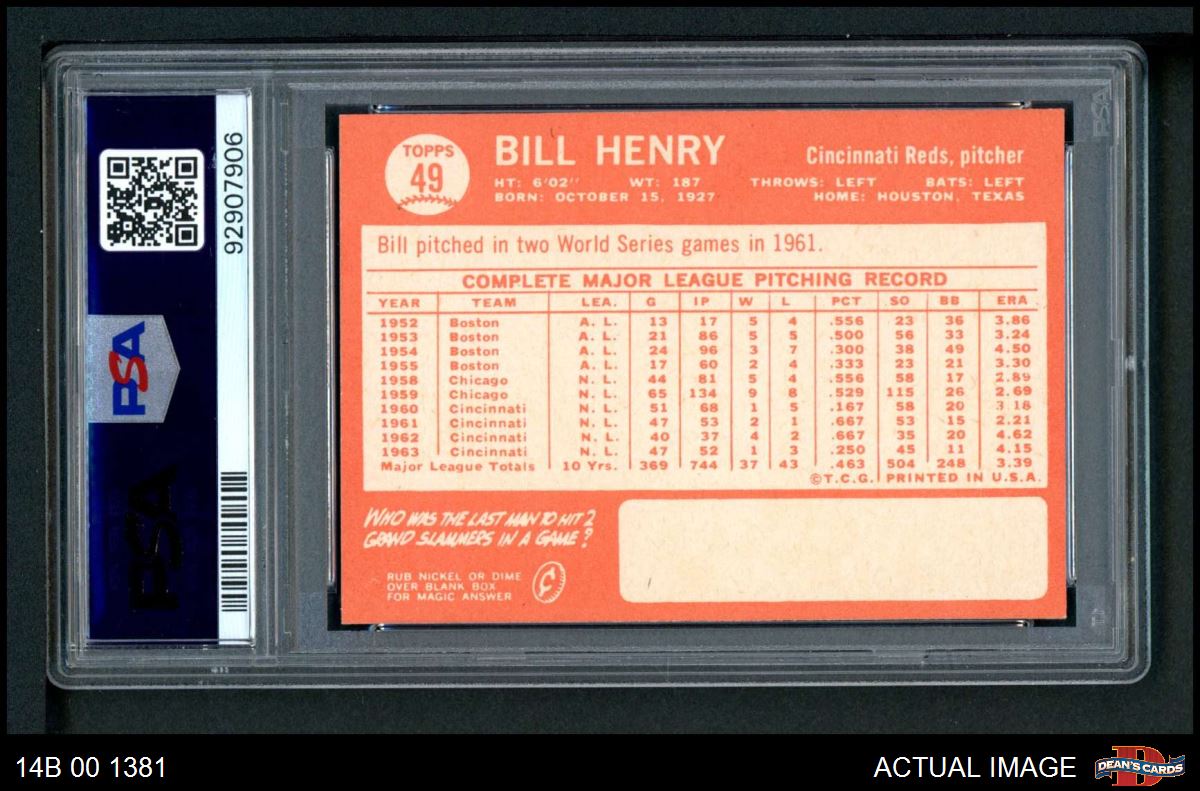 PSA
92907906
PSA
TOPPS
49
BILL HENRY
Cincinnati Reds, pitcher
HT: 6'02" WT: 187 THROWS: LEFT BATS: LEFT
BORN: OCTOBER 15, 1927 HOME: HOUSTON, TEXAS
Bill pitched in two World Series games in 1961.
COMPLETE MAJOR LEAGUE PITCHING RECORD
YEAR TEAM LEA. G IP W L PCT SO BB ERA
1952 Boston A. L. 13 17 5 4 .556 23 36 3.86
1953 Boston A. L. 21 86 5 5 .500 56 33 3.24
1954 Boston A. L. 24 96 3 7 .300 38 49 4.50
1955 Boston A. L. 17 60 2 4 .333 23 21 3.30
1958 Chicago N. L. 44 81 5 4 .556 58 17 2.89
1959 Chicago N. L. 65 134 9 8 .529 115 26 2.69
1960 Cincinnati N. L. 51 68 1 5 .167 58 20 3.18
1961 Cincinnati N. L. 47 53 2 1 .667 53 15 2.21
1962 Cincinnati N. L. 40 37 4 2 .667 35 20 4.62
1963 Cincinnati N. L. 47 52 1 3 .250 45 11 4.15
Major League Totals 10 Yrs. 369 744 37 43 .463 504 248 3.39
©T.C.G. PRINTED IN U.S.A.
WHO WAS THE LAST MAN TO HIT 2
GRAND SLAMMERS IN A GAME?
RUB NICKEL OR DIME
OVER BLANK BOX
FOR MAGIC ANSWER
PSA
14B 00 1381
ACTUAL IMAGE
D
DEAN'S CARDS